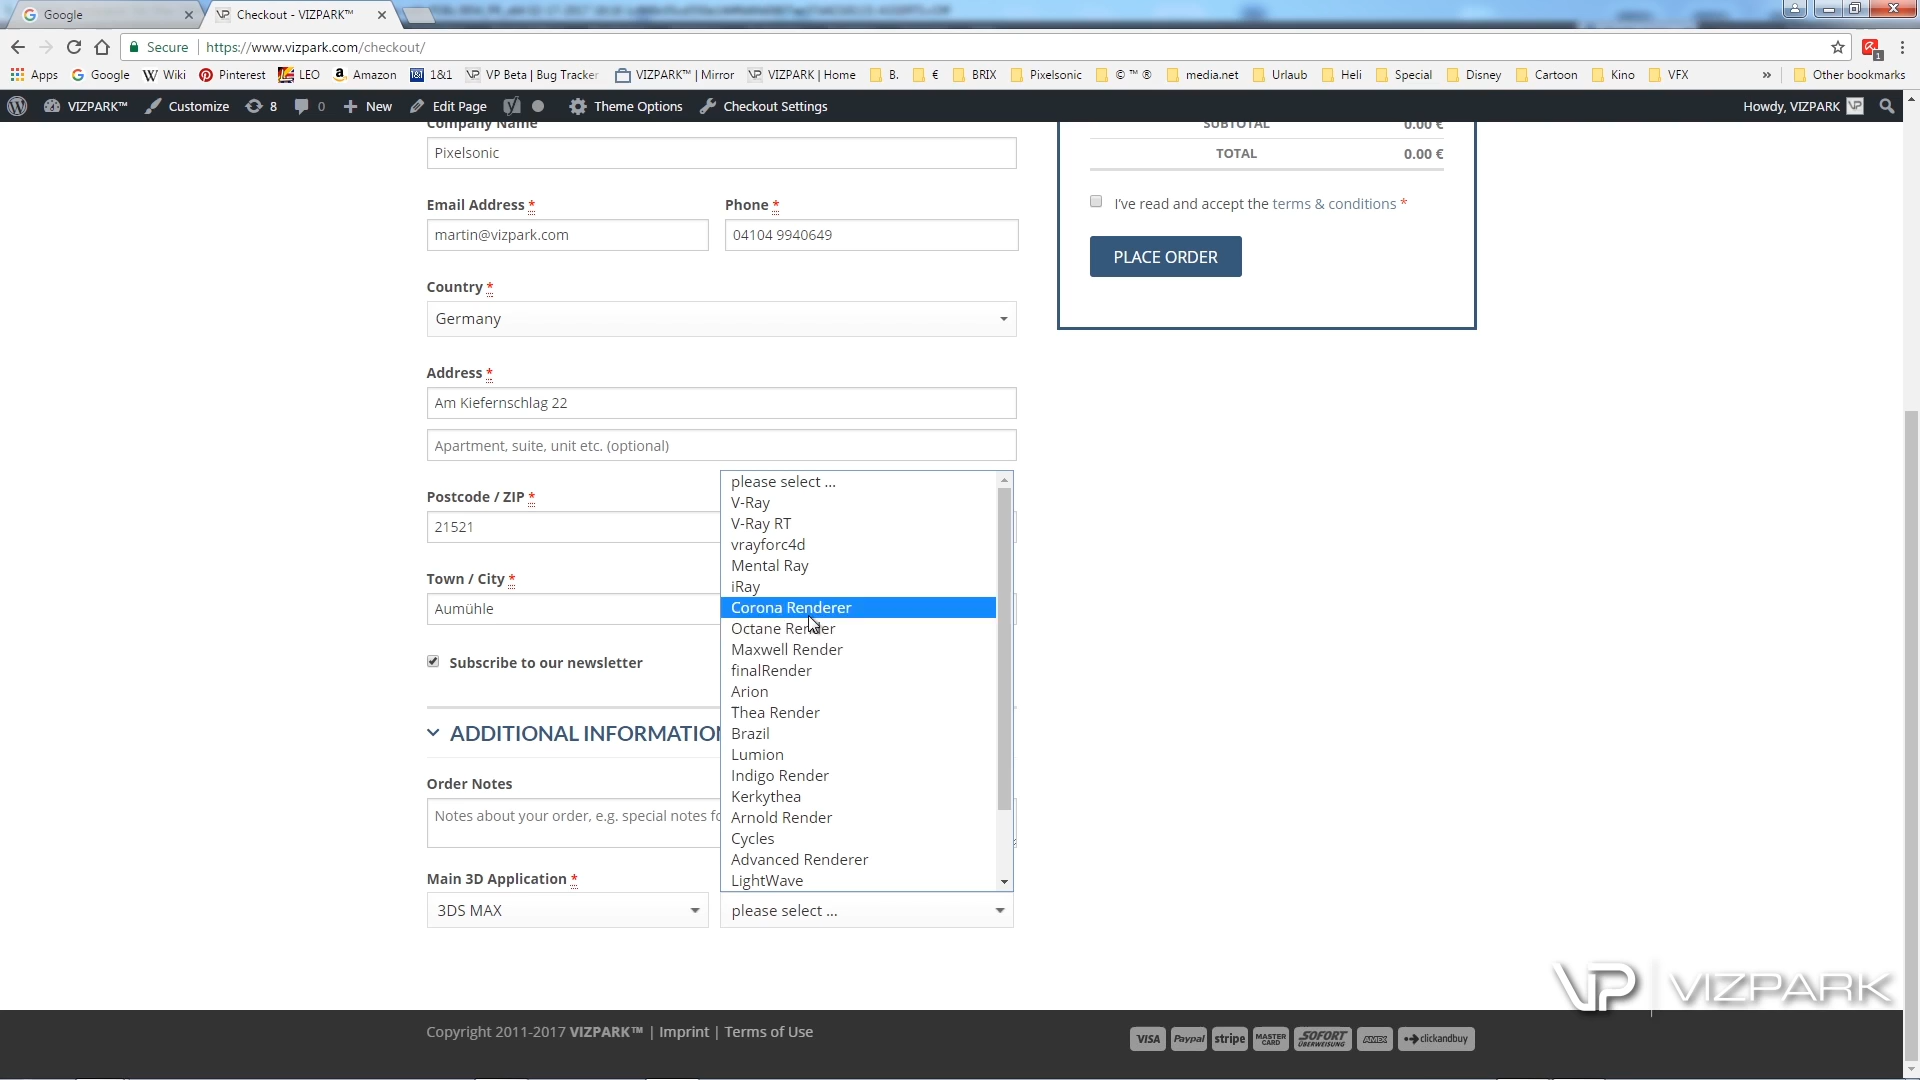 Google
Checkout - VIZPARK™
Secure
https://www.vizpark.com/checkout/
Apps
Google
Wiki
Pinterest
LEO
Amazon
1&1
VP Beta | Bug Tracker
VIZPARK™ | Mirror
VIZPARK | Home
B.
€
BRIX
Pixelsonic
© ™ ®
media.net
Urlaub
Heli
Special
Disney
Cartoon
Kino
VFX
»
Other bookmarks
VIZPARK™
Customize
8
0
New
Edit Page
Theme Options
Checkout Settings
Howdy, VIZPARK
Company Name
Pixelsonic
Email Address *
Phone *
martin@vizpark.com
04104 9940649
Country *
Germany
Address *
Am Kiefernschlag 22
Apartment, suite, unit etc. (optional)
Postcode / ZIP *
21521
Town / City *
Aumühle
Subscribe to our newsletter
ADDITIONAL INFORMATION
Order Notes
Notes about your order, e.g. special notes fo
Main 3D Application *
3DS MAX
please select ...
V-Ray
V-Ray RT
vrayforc4d
Mental Ray
iRay
Corona Renderer
Octane Render
Maxwell Render
finalRender
Arion
Thea Render
Brazil
Lumion
Indigo Render
Kerkythea
Arnold Render
Cycles
Advanced Renderer
LightWave
please select ...
SUBTOTAL 0.00 €
TOTAL 0.00 €
I've read and accept the terms & conditions *
PLACE ORDER
VP | VIZPARK
Copyright 2011-2017 VIZPARK™ | Imprint | Terms of Use
VISA
PayPal
stripe
MASTER CARD
SOFORT ÜBERWEISUNG
AMEX
clickandbuy